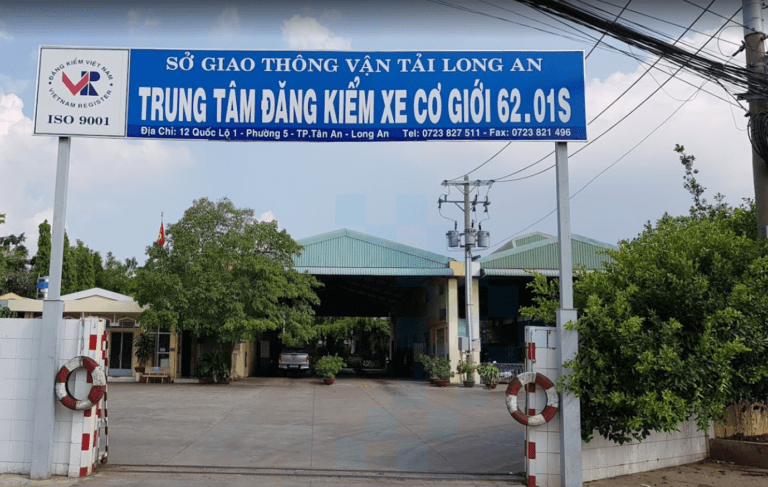 ĐĂNG KIỂM VIỆT NAM
VR
VIETNAM REGISTER
ISO 9001
SỞ GIAO THÔNG VẬN TẢI LONG AN
TRUNG TÂM ĐĂNG KIỂM XE CƠ GIỚI 62.01S
Địa Chỉ: 12 Quốc Lộ 1 - Phường 5 - TP.Tân An - Long An Tel: 0723 827 511 - Fax: 0723 821 496